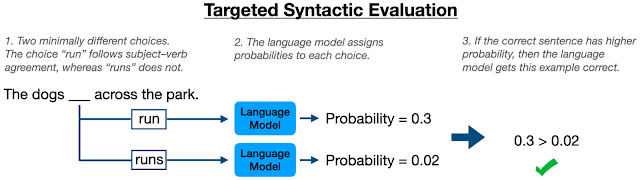 Targeted Syntactic Evaluation
1. Two minimally different choices.
The choice “run” follows subject–verb
agreement, whereas “runs” does not.
2. The language model assigns
probabilities to each choice.
3. If the correct sentence has higher
probability, then the language
model gets this example correct.
The dogs ___ across the park.
run
Language
Model
Probability = 0.3
runs
Language
Model
Probability = 0.02
0.3 > 0.02